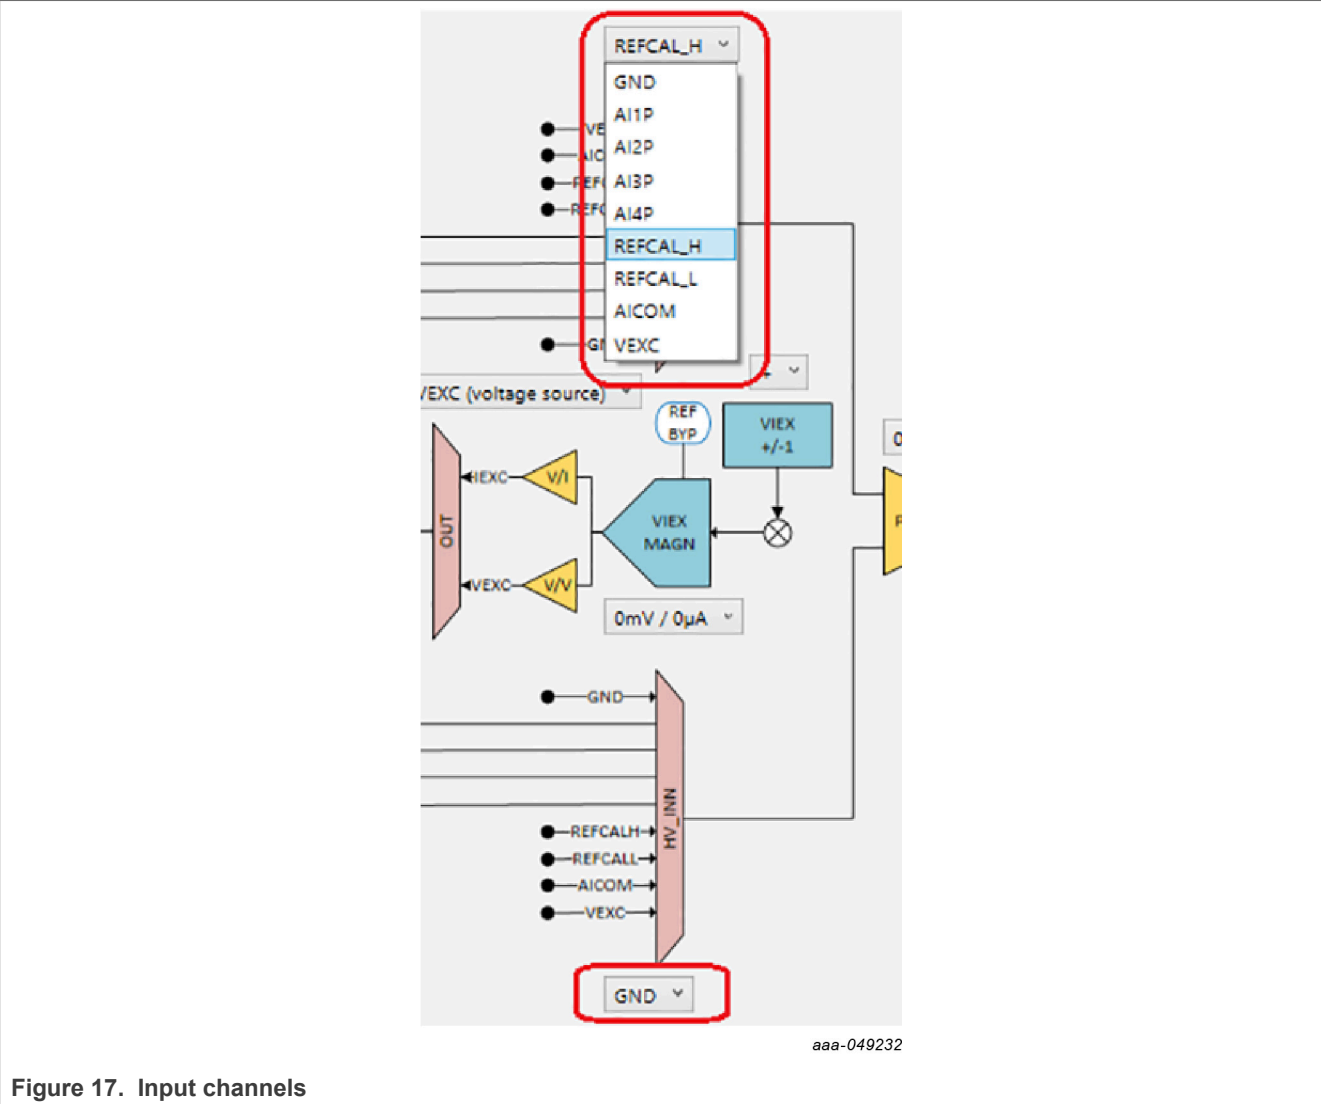 REFCAL_H
GND
AI1P
AI2P
AI3P
AI4P
REFCAL_H
REFCAL_L
AICOM
VEXC
VEXC (voltage source)
REF
BYP
VIEX
+/-1
IEXC
V/I
OUT
VIEX
MAGN
VEXC
V/V
0mV / 0µA
GND
HV_INN
REFCALH
REFCALL
AICOM
VEXC
GND
aaa-049232
Figure 17. Input channels